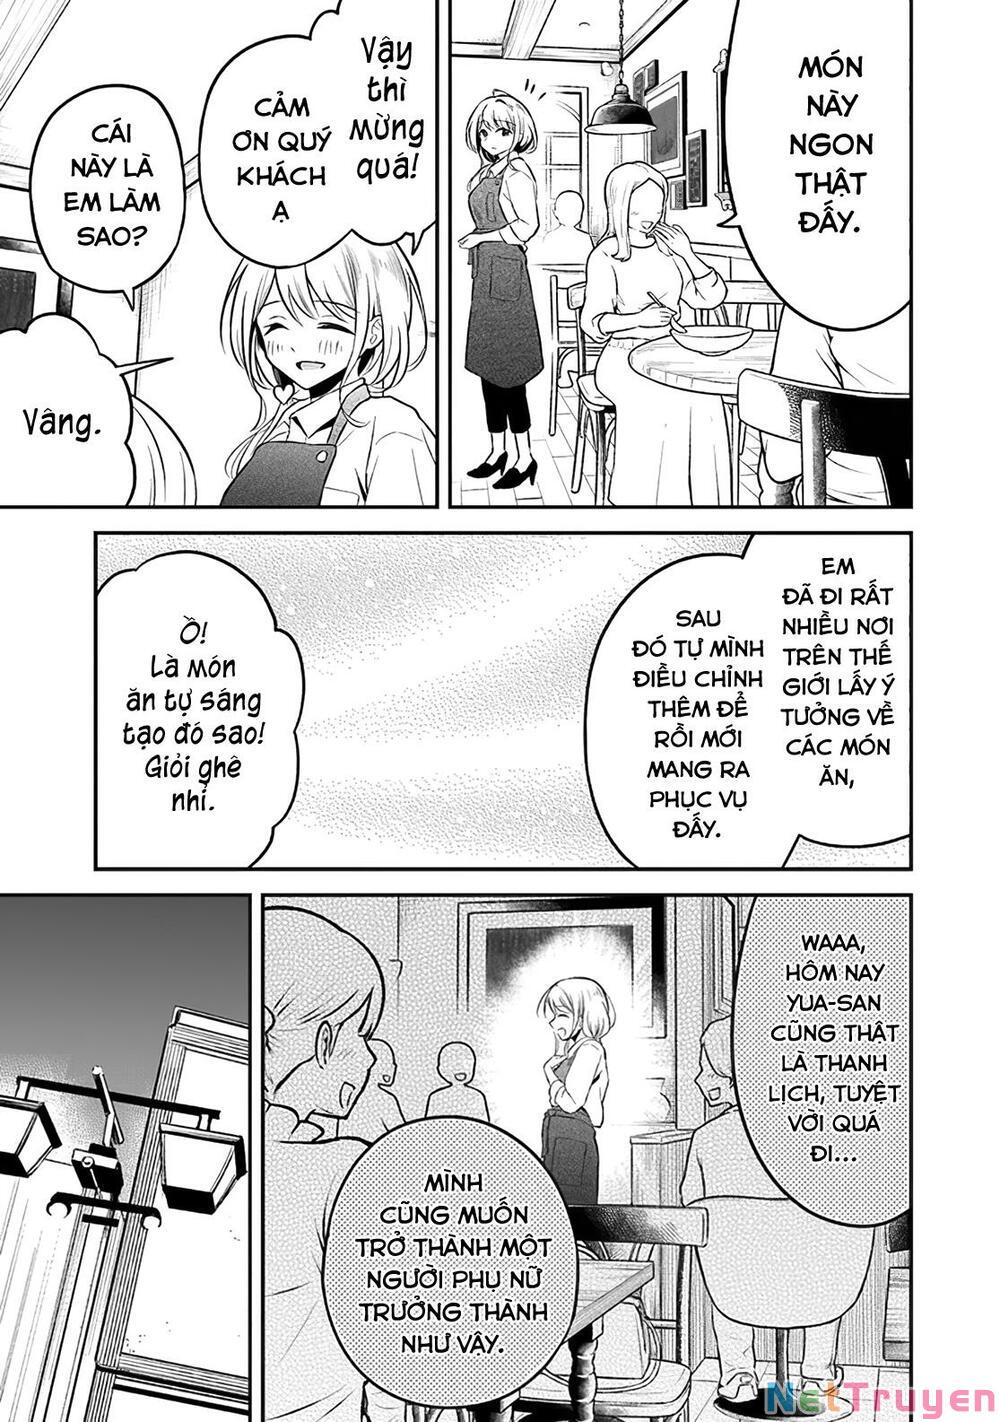 MÓN
NÀY
NGON
THẬT
ĐẤY.
Vậy
thì
mừng
quá!
CẢM
ƠN QUÝ
KHÁCH
Ạ
CÁI
NÀY LÀ
EM LÀM
SAO?
Vâng.
EM
ĐÃ ĐI RẤT
NHIỀU NƠI
TRÊN THẾ
GIỚI LẤY Ý
TƯỞNG VỀ
CÁC MÓN
ĂN,
SAU
ĐÓ TỰ MÌNH
ĐIỀU CHỈNH
THÊM ĐỂ
RỒI MỚI
MANG RA
PHỤC VỤ
ĐẤY.
Ồ!
Là món
ăn tự sáng
tạo đó sao!
Giỏi ghê
nhỉ.
WAAA,
HÔM NAY
YUA-SAN
CŨNG THẬT
LÀ THANH
LỊCH, TUYỆT
VỜI QUÁ
ĐI...
MÌNH
CŨNG MUỐN
TRỞ THÀNH MỘT
NGƯỜI PHỤ NỮ
TRƯỞNG THÀNH
NHƯ VẬY.
NetTruyen